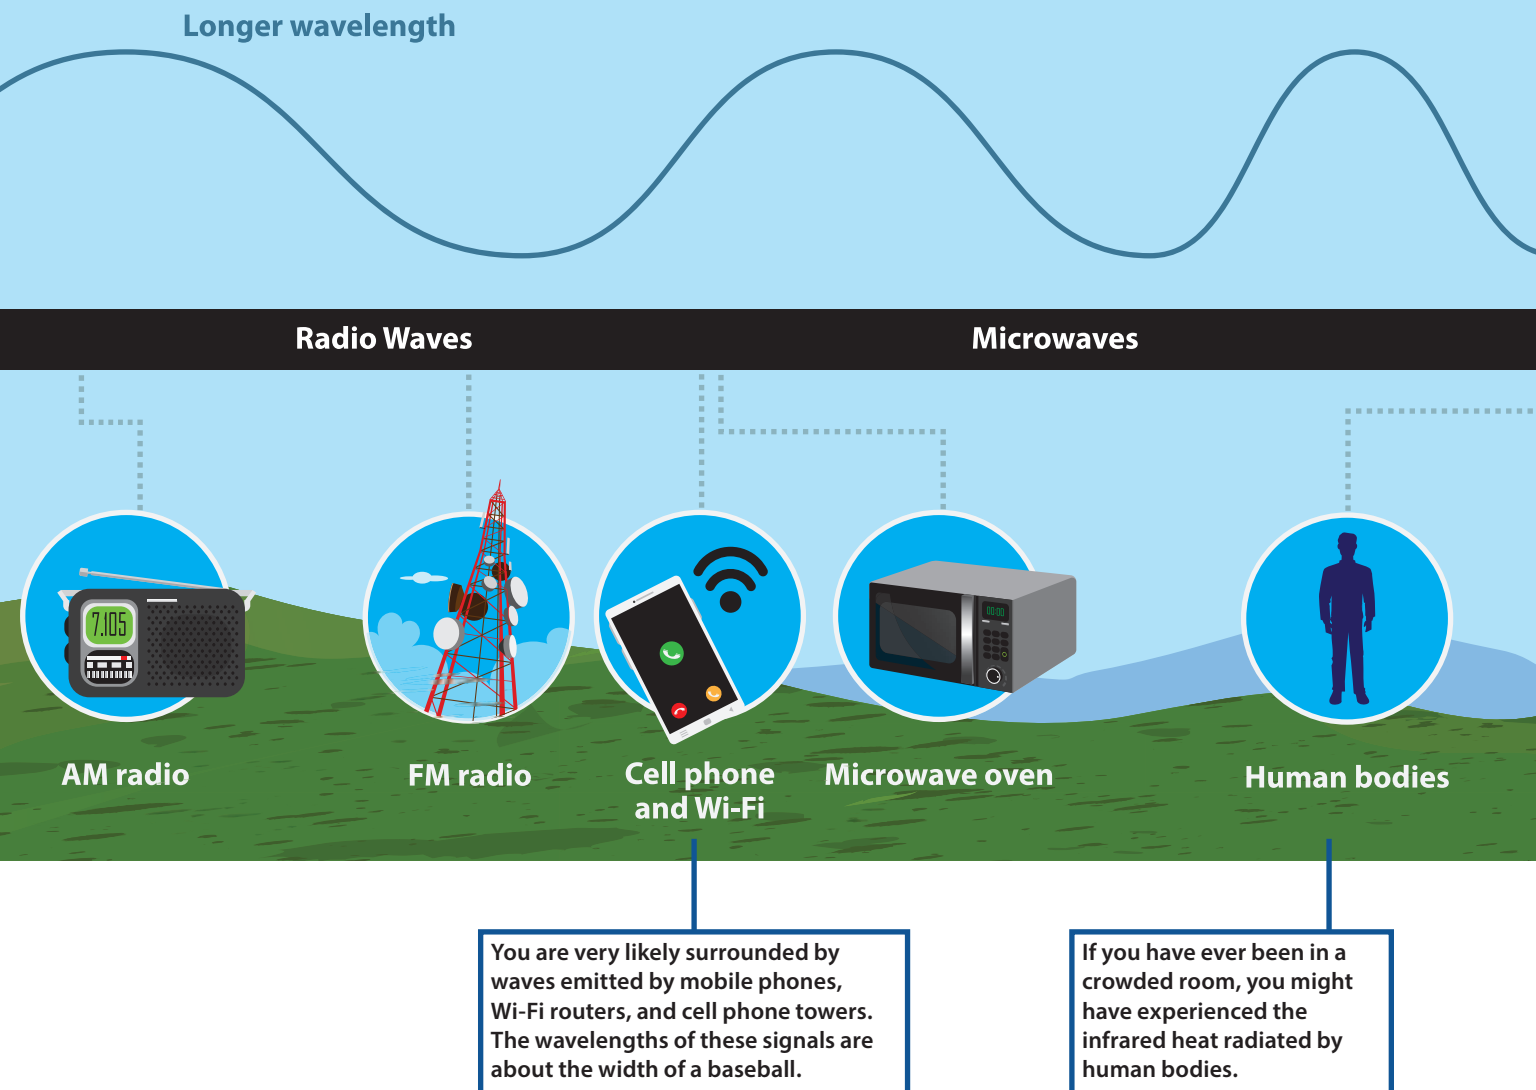 Longer wavelength
Radio Waves
Microwaves
7.105
00:00
AM radio
FM radio
Cell phone
and Wi-Fi
Microwave oven
Human bodies
You are very likely surrounded by
waves emitted by mobile phones,
Wi-Fi routers, and cell phone towers.
The wavelengths of these signals are
about the width of a baseball.
If you have ever been in a
crowded room, you might
have experienced the
infrared heat radiated by
human bodies.